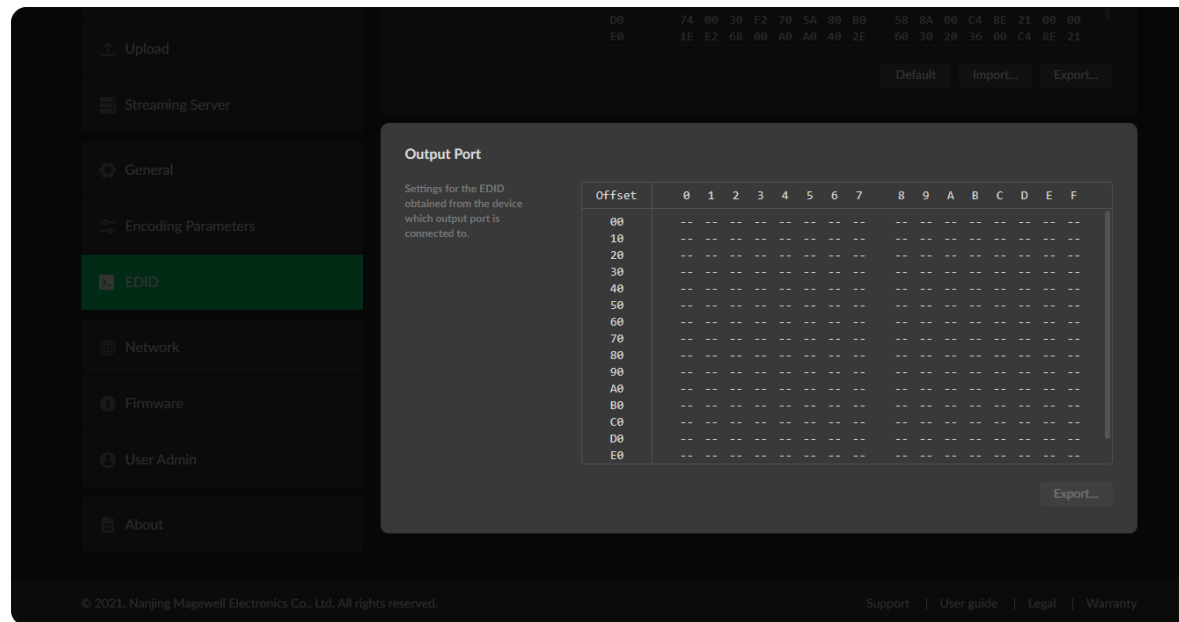 D0 74 00 30 F2 70 5A 80 B0 58 8A 00 C4 8E 21 00 00
E0 1E E2 68 00 A0 A0 40 2E 60 30 20 36 00 C4 8E 21
Upload
Default Import... Export...
Streaming Server
General
Encoding Parameters
EDID
Network
Firmware
User Admin
About
Output Port
Settings for the EDID
obtained from the device
which output port is
connected to.
Offset 0 1 2 3 4 5 6 7 8 9 A B C D E F
00 -- -- -- -- -- -- -- -- -- -- -- -- -- -- -- --
10 -- -- -- -- -- -- -- -- -- -- -- -- -- -- -- --
20 -- -- -- -- -- -- -- -- -- -- -- -- -- -- -- --
30 -- -- -- -- -- -- -- -- -- -- -- -- -- -- -- --
40 -- -- -- -- -- -- -- -- -- -- -- -- -- -- -- --
50 -- -- -- -- -- -- -- -- -- -- -- -- -- -- -- --
60 -- -- -- -- -- -- -- -- -- -- -- -- -- -- -- --
70 -- -- -- -- -- -- -- -- -- -- -- -- -- -- -- --
80 -- -- -- -- -- -- -- -- -- -- -- -- -- -- -- --
90 -- -- -- -- -- -- -- -- -- -- -- -- -- -- -- --
A0 -- -- -- -- -- -- -- -- -- -- -- -- -- -- -- --
B0 -- -- -- -- -- -- -- -- -- -- -- -- -- -- -- --
C0 -- -- -- -- -- -- -- -- -- -- -- -- -- -- -- --
D0 -- -- -- -- -- -- -- -- -- -- -- -- -- -- -- --
E0 -- -- -- -- -- -- -- -- -- -- -- -- -- -- -- --
Export...
© 2021, Nanjing Magewell Electronics Co., Ltd. All rights reserved.
Support | User guide | Legal | Warranty